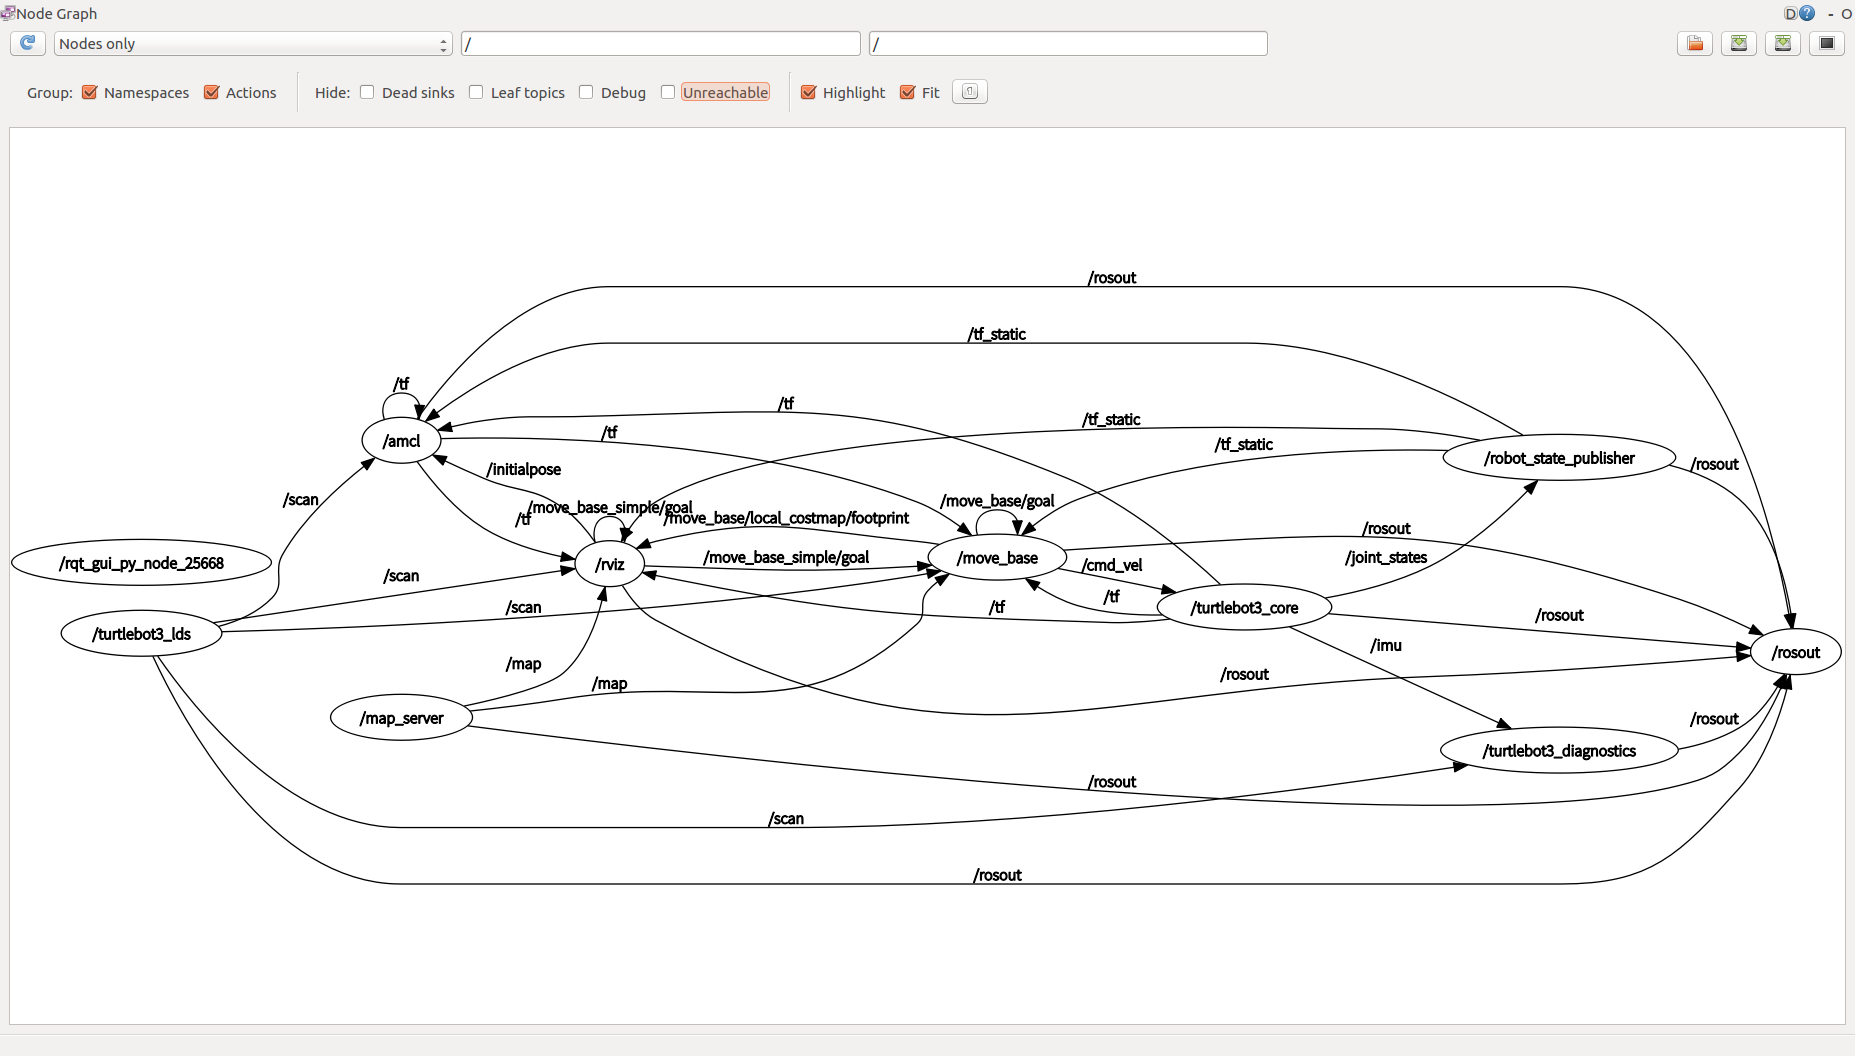 Node Graph
D ? - O
Nodes only / /
Group: Namespaces Actions Hide: Dead sinks Leaf topics Debug Unreachable Highlight Fit
/rosout
/tf_static
/tf
/tf
/tf_static
/amcl
/tf
/tf_static
/robot_state_publisher
/rosout
/initialpose
/scan
/move_base_simple/goal
/move_base/goal
/tf
/move_base/local_costmap/footprint
/rosout
/rqt_gui_py_node_25668
/rviz
/move_base_simple/goal
/move_base
/cmd_vel
/joint_states
/scan
/tf
/scan
/tf
/turtlebot3_core
/rosout
/turtlebot3_lds
/imu
/rosout
/map
/map
/rosout
/map_server
/rosout
/turtlebot3_diagnostics
/rosout
/scan
/rosout